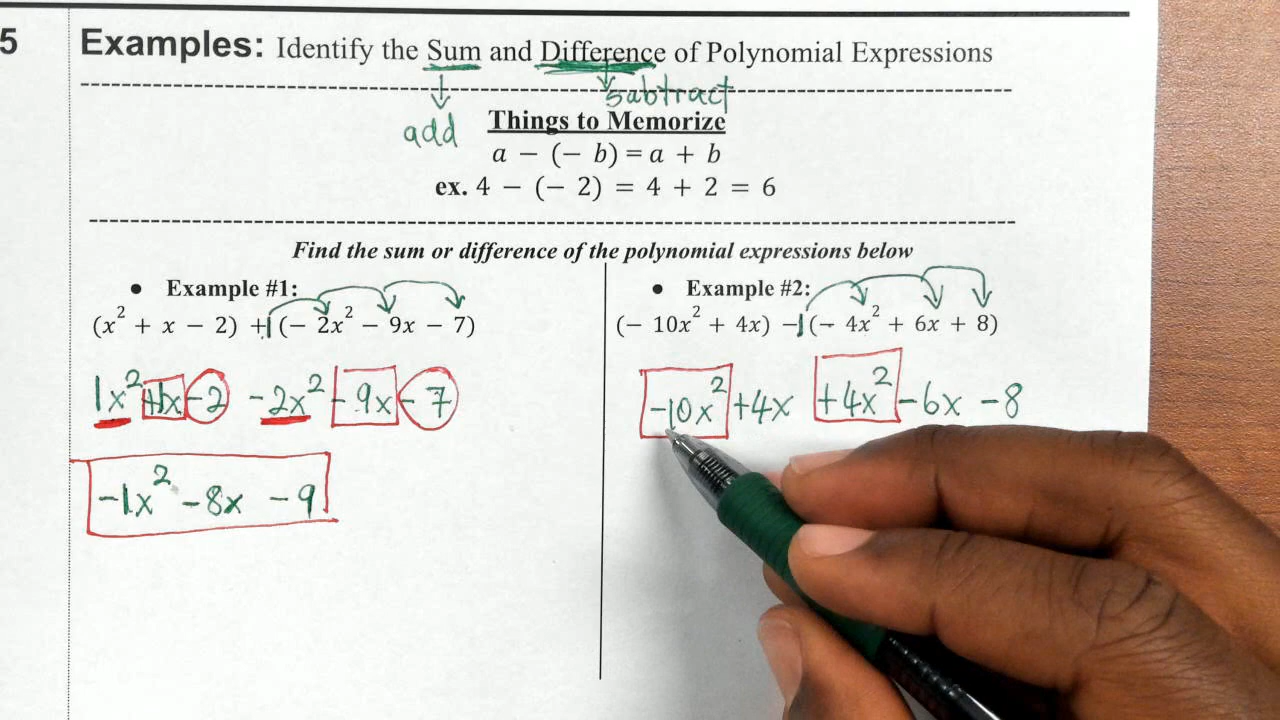 5 Examples: Identify the Sum and Difference of Polynomial Expressions
subtract
add
Things to Memorize
a − (− b) = a + b
ex. 4 − (− 2) = 4 + 2 = 6
Find the sum or difference of the polynomial expressions below
• Example #1:
(x² + x − 2) +1(− 2x² − 9x − 7)
1x² +1x −2 −2x² −9x −7
−1x² −8x −9
• Example #2:
(− 10x² + 4x) −1(− 4x² + 6x + 8)
−10x² +4x +4x² −6x −8